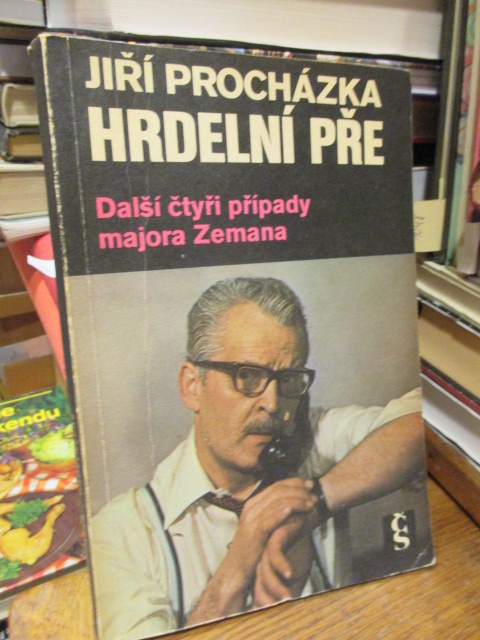 JIŘÍ PROCHÁZKA
HRDELNÍ PŘE
Další čtyři případy
majora Zemana
ČS